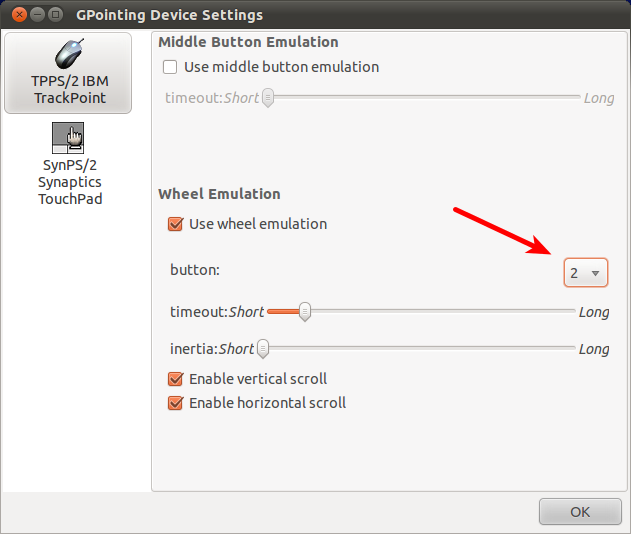 GPointing Device Settings
TPPS/2 IBM
TrackPoint
SynPS/2
Synaptics
TouchPad
Middle Button Emulation
Use middle button emulation
timeout: Short Long
Wheel Emulation
Use wheel emulation
button: 2
timeout: Short Long
inertia: Short Long
Enable vertical scroll
Enable horizontal scroll
OK